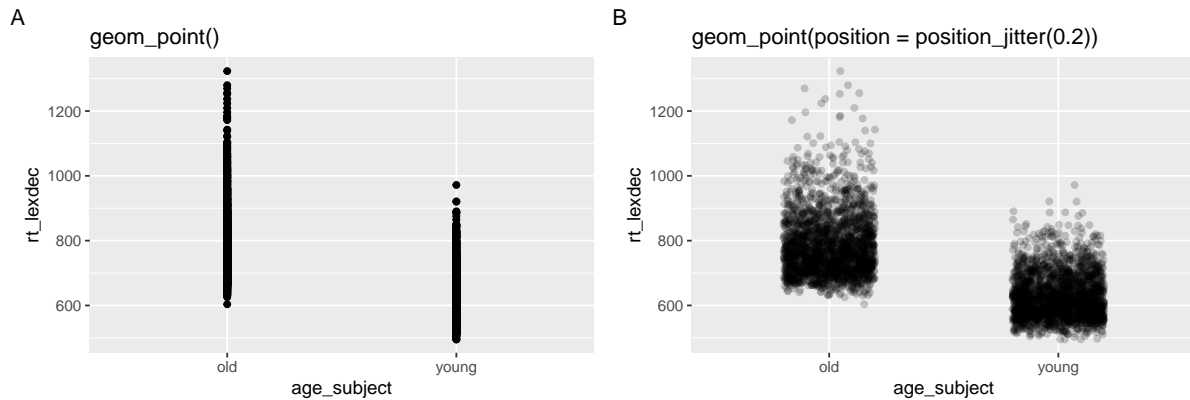 A
geom_point()
1200
1000
800
600
rt_lexdec
old
young
age_subject
B
geom_point(position = position_jitter(0.2))
1200
1000
800
600
rt_lexdec
old
young
age_subject